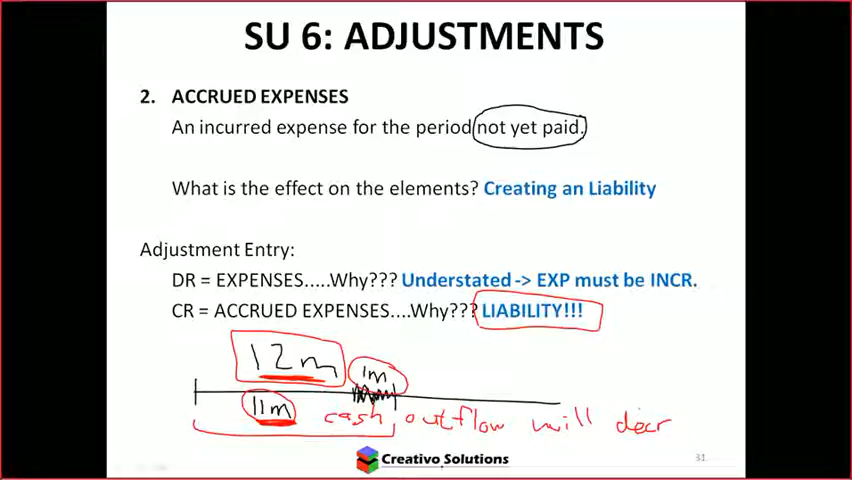 SU 6: ADJUSTMENTS
2. ACCRUED EXPENSES
An incurred expense for the period not yet paid.
What is the effect on the elements? Creating an Liability
Adjustment Entry:
DR = EXPENSES.....Why??? Understated -> EXP must be INCR.
CR = ACCRUED EXPENSES....Why??? LIABILITY!!!
12m
1m
11m
cash outflow will decr
Creativo Solutions
31